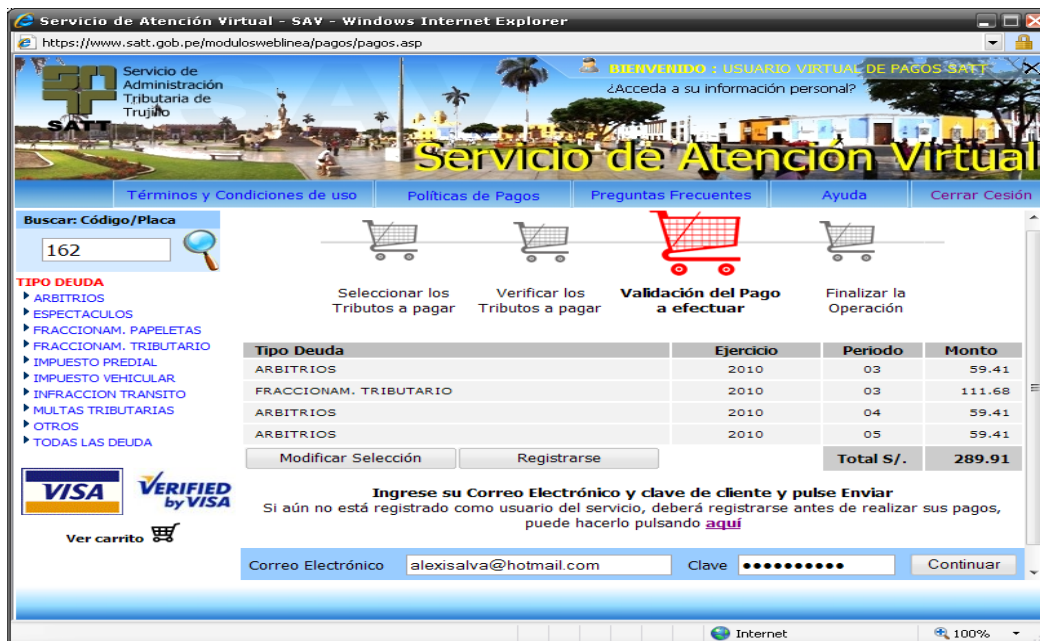 Servicio de Atención Virtual - SAV - Windows Internet Explorer
https://www.satt.gob.pe/modulosweblinea/pagos/pagos.asp
SATT
Servicio de
Administración
Tributaria de
Trujillo
BIENVENIDO : USUARIO VIRTUAL DE PAGOS SATT
¿Acceda a su información personal?
Servicio de Atención Virtual
Términos y Condiciones de uso
Políticas de Pagos
Preguntas Frecuentes
Ayuda
Cerrar Cesión
Buscar: Código/Placa
162
TIPO DEUDA
ARBITRIOS
ESPECTACULOS
FRACCIONAM. PAPELETAS
FRACCIONAM. TRIBUTARIO
IMPUESTO PREDIAL
IMPUESTO VEHICULAR
INFRACCION TRANSITO
MULTAS TRIBUTARIAS
OTROS
TODAS LAS DEUDA
VISA
VERIFIED
by VISA
Ver carrito
Seleccionar los
Tributos a pagar
Verificar los
Tributos a pagar
Validación del Pago
a efectuar
Finalizar la
Operación
Tipo Deuda Ejercicio Periodo Monto
ARBITRIOS 2010 03 59.41
FRACCIONAM. TRIBUTARIO 2010 03 111.68
ARBITRIOS 2010 04 59.41
ARBITRIOS 2010 05 59.41
Modificar Selección Registrarse Total S/. 289.91
Ingrese su Correo Electrónico y clave de cliente y pulse Enviar
Si aún no está registrado como usuario del servicio, deberá registrarse antes de realizar sus pagos,
puede hacerlo pulsando aquí
Correo Electrónico alexisalva@hotmail.com Clave ●●●●●●●●●● Continuar
Internet
100%